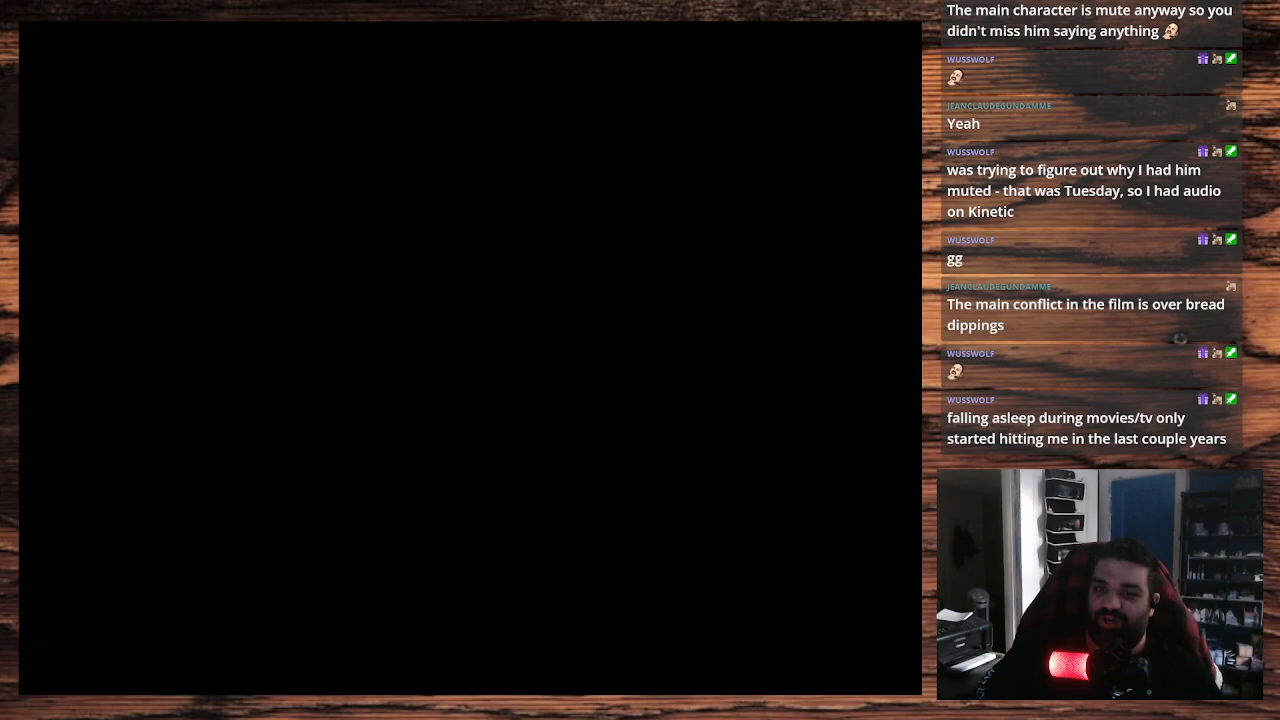 The main character is mute anyway so you
didn't miss him saying anything
WUSSWOLF
JEANCLAUDEGUNDAMME
Yeah
WUSSWOLF
was trying to figure out why I had him
muted - that was Tuesday, so I had audio
on Kinetic
WUSSWOLF
gg
JEANCLAUDEGUNDAMME
The main conflict in the film is over bread
dippings
WUSSWOLF
WUSSWOLF
falling asleep during movies/tv only
started hitting me in the last couple years